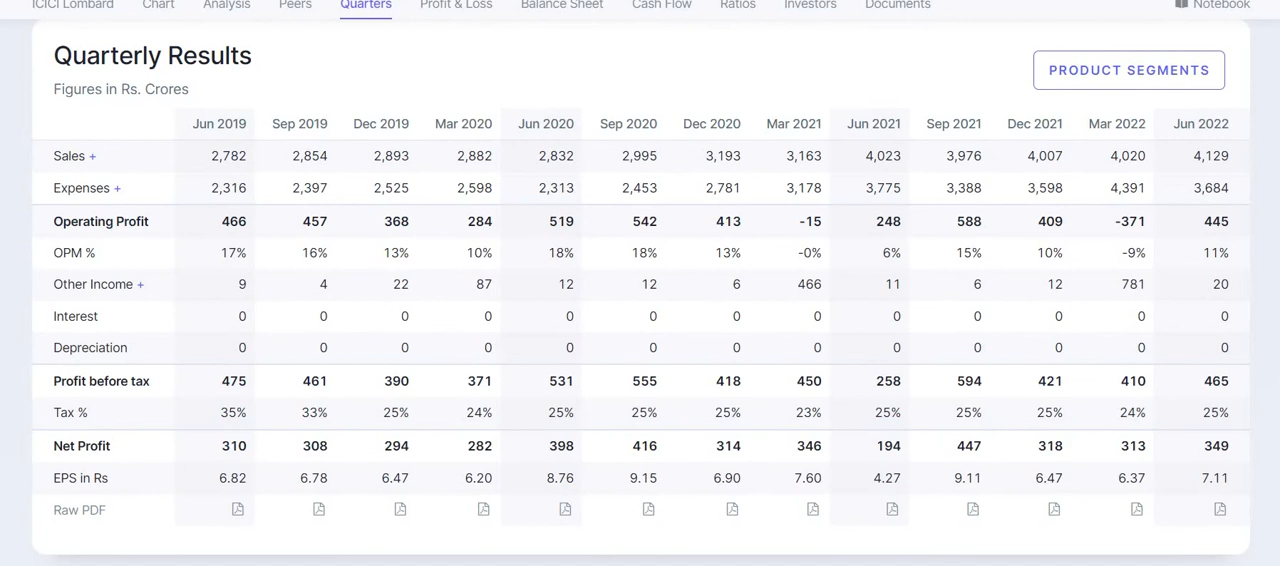 ICICI Lombard Chart Analysis Peers Quarters Profit & Loss Balance Sheet Cash Flow Ratios Investors Documents Notebook
Quarterly Results
PRODUCT SEGMENTS
Figures in Rs. Crores
Jun 2019 Sep 2019 Dec 2019 Mar 2020 Jun 2020 Sep 2020 Dec 2020 Mar 2021 Jun 2021 Sep 2021 Dec 2021 Mar 2022 Jun 2022
Sales + 2,782 2,854 2,893 2,882 2,832 2,995 3,193 3,163 4,023 3,976 4,007 4,020 4,129
Expenses + 2,316 2,397 2,525 2,598 2,313 2,453 2,781 3,178 3,775 3,388 3,598 4,391 3,684
Operating Profit 466 457 368 284 519 542 413 -15 248 588 409 -371 445
OPM % 17% 16% 13% 10% 18% 18% 13% -0% 6% 15% 10% -9% 11%
Other Income + 9 4 22 87 12 12 6 466 11 6 12 781 20
Interest 0 0 0 0 0 0 0 0 0 0 0 0 0
Depreciation 0 0 0 0 0 0 0 0 0 0 0 0 0
Profit before tax 475 461 390 371 531 555 418 450 258 594 421 410 465
Tax % 35% 33% 25% 24% 25% 25% 25% 23% 25% 25% 25% 24% 25%
Net Profit 310 308 294 282 398 416 314 346 194 447 318 313 349
EPS in Rs 6.82 6.78 6.47 6.20 8.76 9.15 6.90 7.60 4.27 9.11 6.47 6.37 7.11
Raw PDF